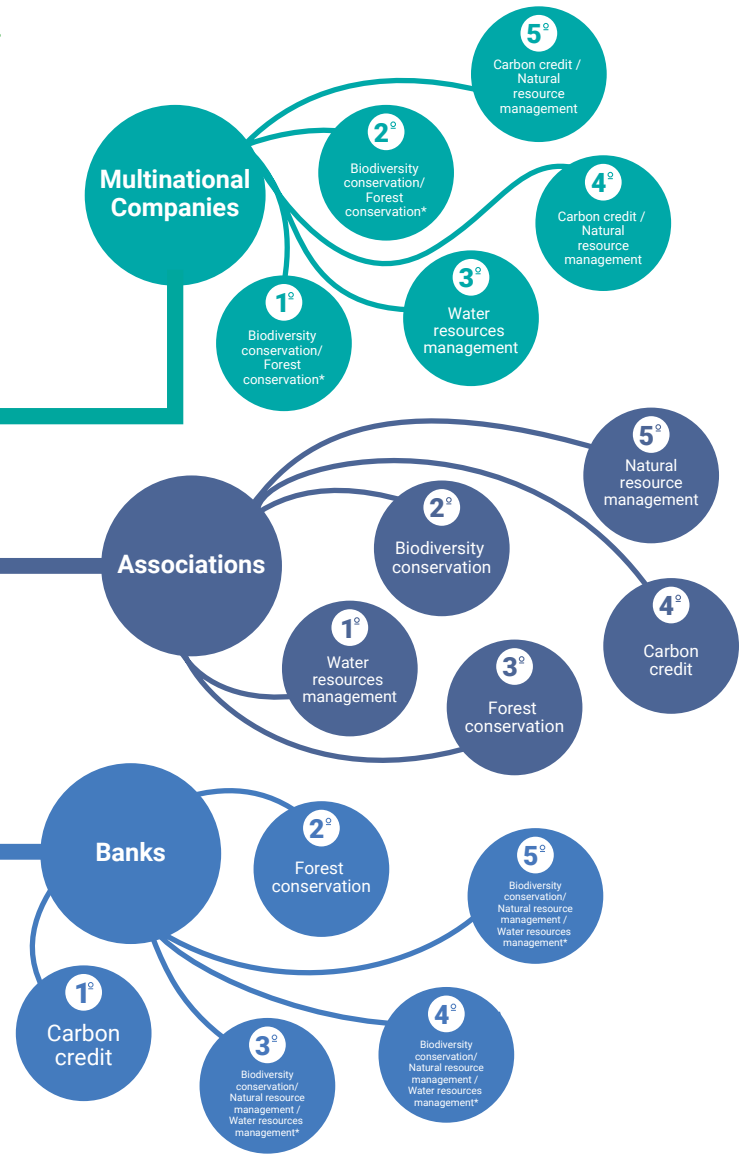 Multinational
Companies
1º
Biodiversity
conservation/
Forest
conservation*
2º
Biodiversity
conservation/
Forest
conservation*
3º
Water
resources
management
4º
Carbon credit /
Natural
resource
management
5º
Carbon credit /
Natural
resource
management
Associations
1º
Water
resources
management
2º
Biodiversity
conservation
3º
Forest
conservation
4º
Carbon
credit
5º
Natural
resource
management
Banks
1º
Carbon
credit
2º
Forest
conservation
3º
Biodiversity
conservation/
Natural resource
management /
Water resources
management*
4º
Biodiversity
conservation/
Natural resource
management /
Water resources
management*
5º
Biodiversity
conservation/
Natural resource
management /
Water resources
management*